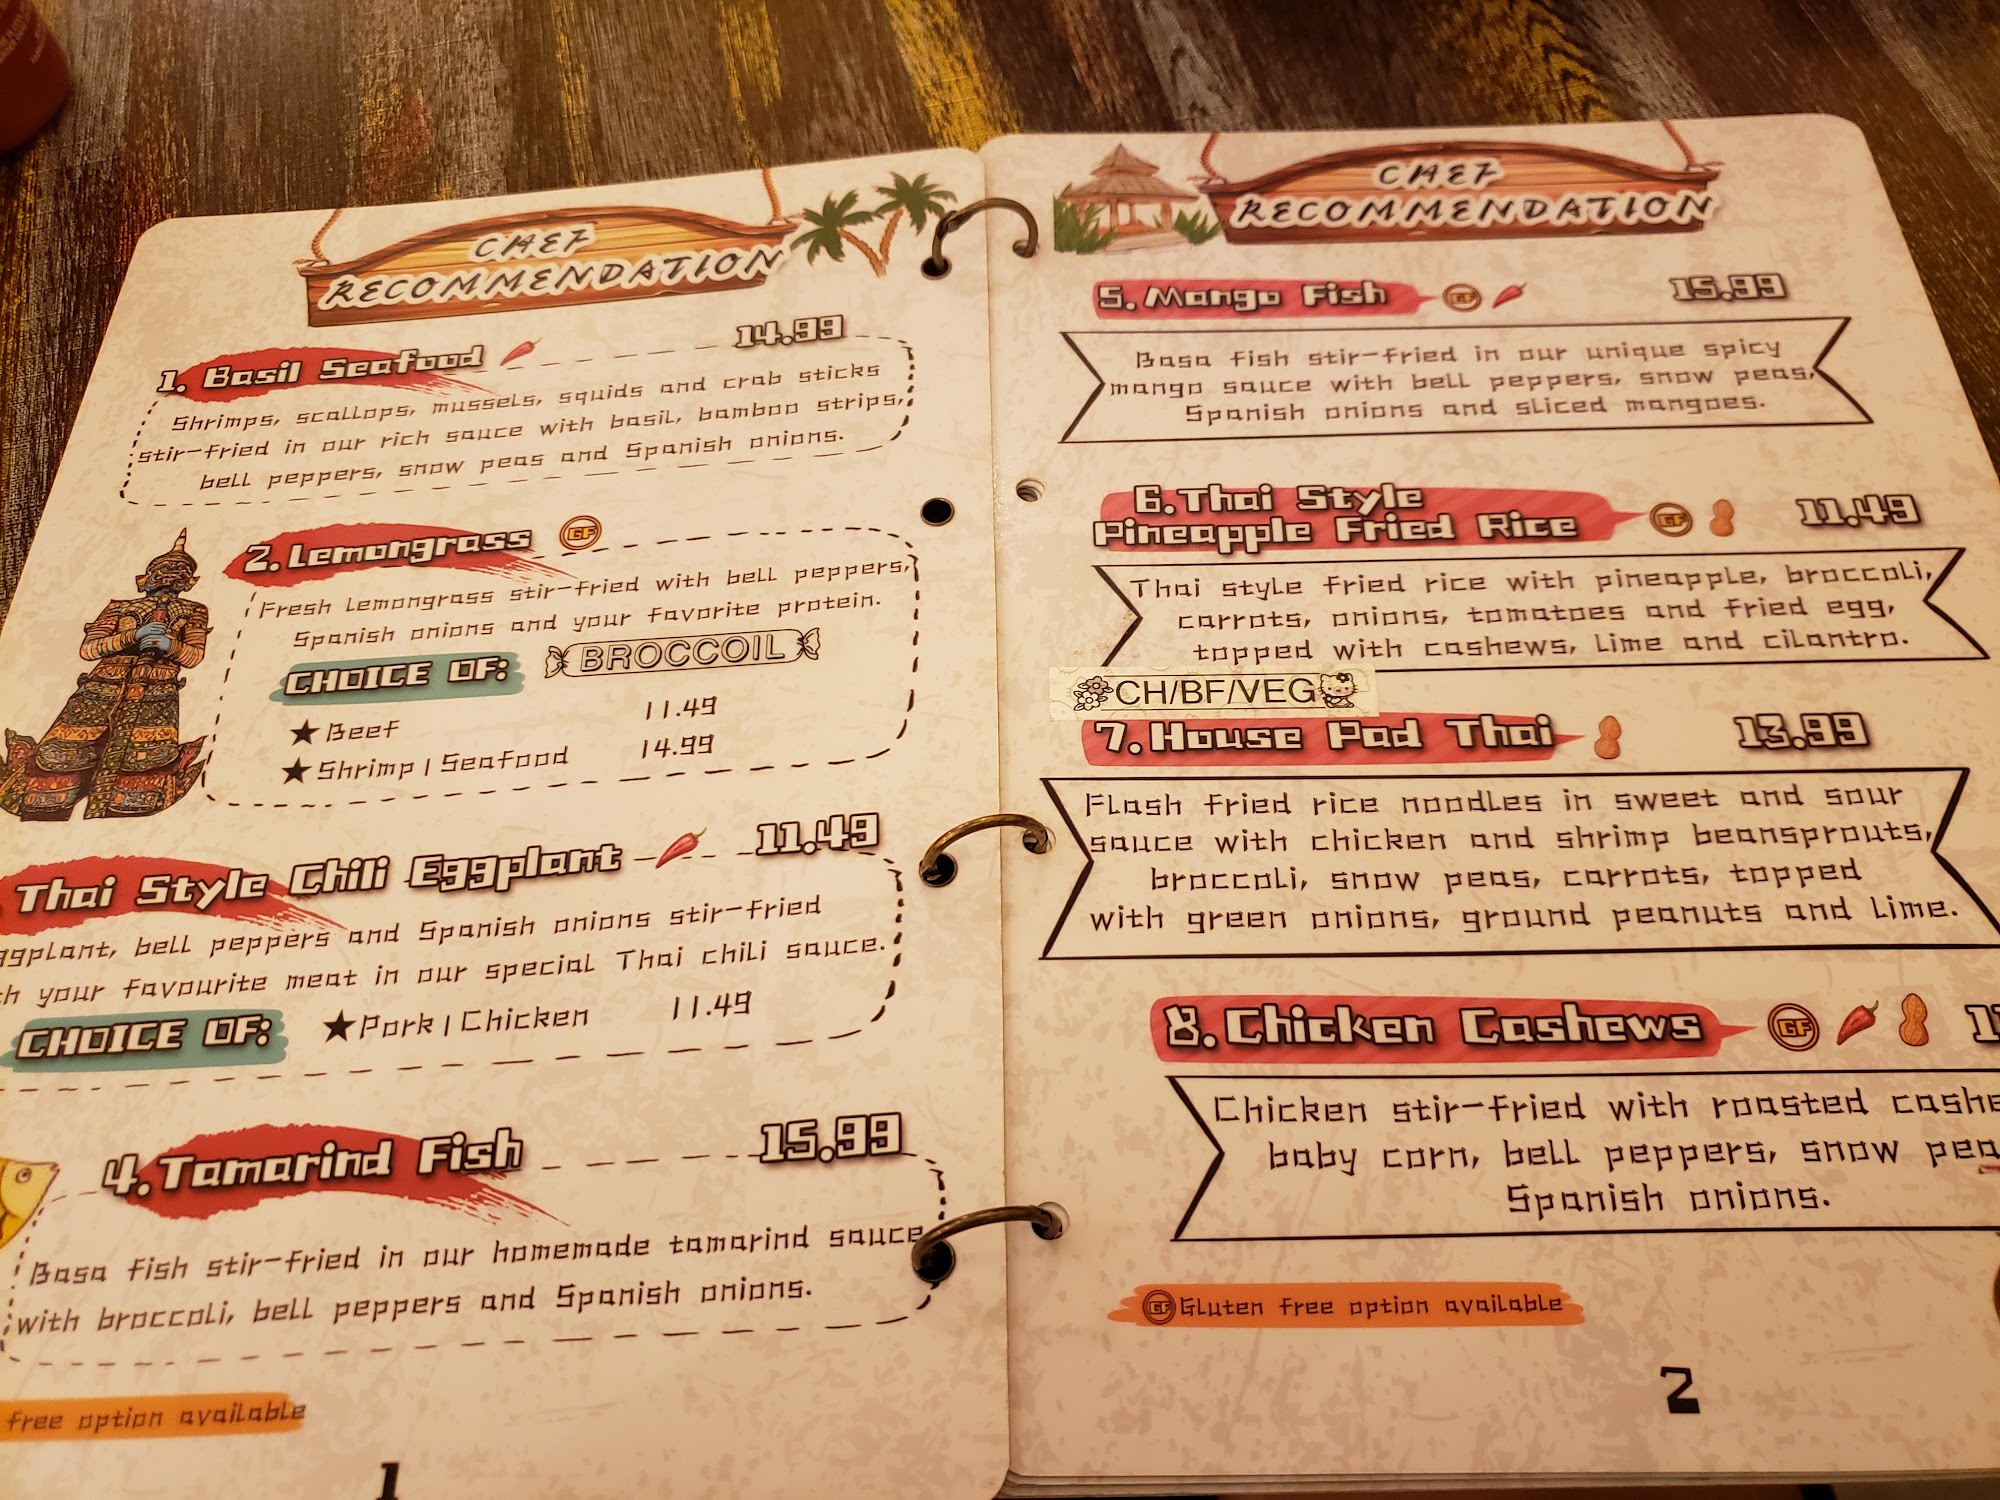 CHEF
RECOMMENDATION
1. Basil Seafood 14.99
Shrimps, scallops, mussels, squids and crab sticks
stir-fried in our rich sauce with basil, bamboo strips,
bell peppers, snow peas and Spanish onions.
2. Lemongrass GF
Fresh lemongrass stir-fried with bell peppers,
Spanish onions and your favorite protein.
CHOICE OF: BROCCOIL
★Beef 11.49
★Shrimp | Seafood 14.99
Thai Style Chili Eggplant 11.49
ggplant, bell peppers and Spanish onions stir-fried
th your favourite meat in our special Thai chili sauce.
CHOICE OF: ★Pork | Chicken 11.49
4. Tamarind Fish 15.99
Basa fish stir-fried in our homemade tamarind sauce
with broccoli, bell peppers and Spanish onions.
free option available
1
CHEF
RECOMMENDATION
5. Mango Fish GF 15.99
Basa fish stir-fried in our unique spicy
mango sauce with bell peppers, snow peas,
Spanish onions and sliced mangoes.
6. Thai Style
Pineapple Fried Rice GF 11.49
Thai style fried rice with pineapple, broccoli,
carrots, onions, tomatoes and fried egg,
topped with cashews, lime and cilantro.
CH/BF/VEG
7. House Pad Thai 13.99
Flash fried rice noodles in sweet and sour
sauce with chicken and shrimp beansprouts,
broccoli, snow peas, carrots, topped
with green onions, ground peanuts and lime.
8. Chicken Cashews GF
Chicken stir-fried with roasted cashe
baby corn, bell peppers, snow pea
Spanish onions.
GF Gluten free option available
2